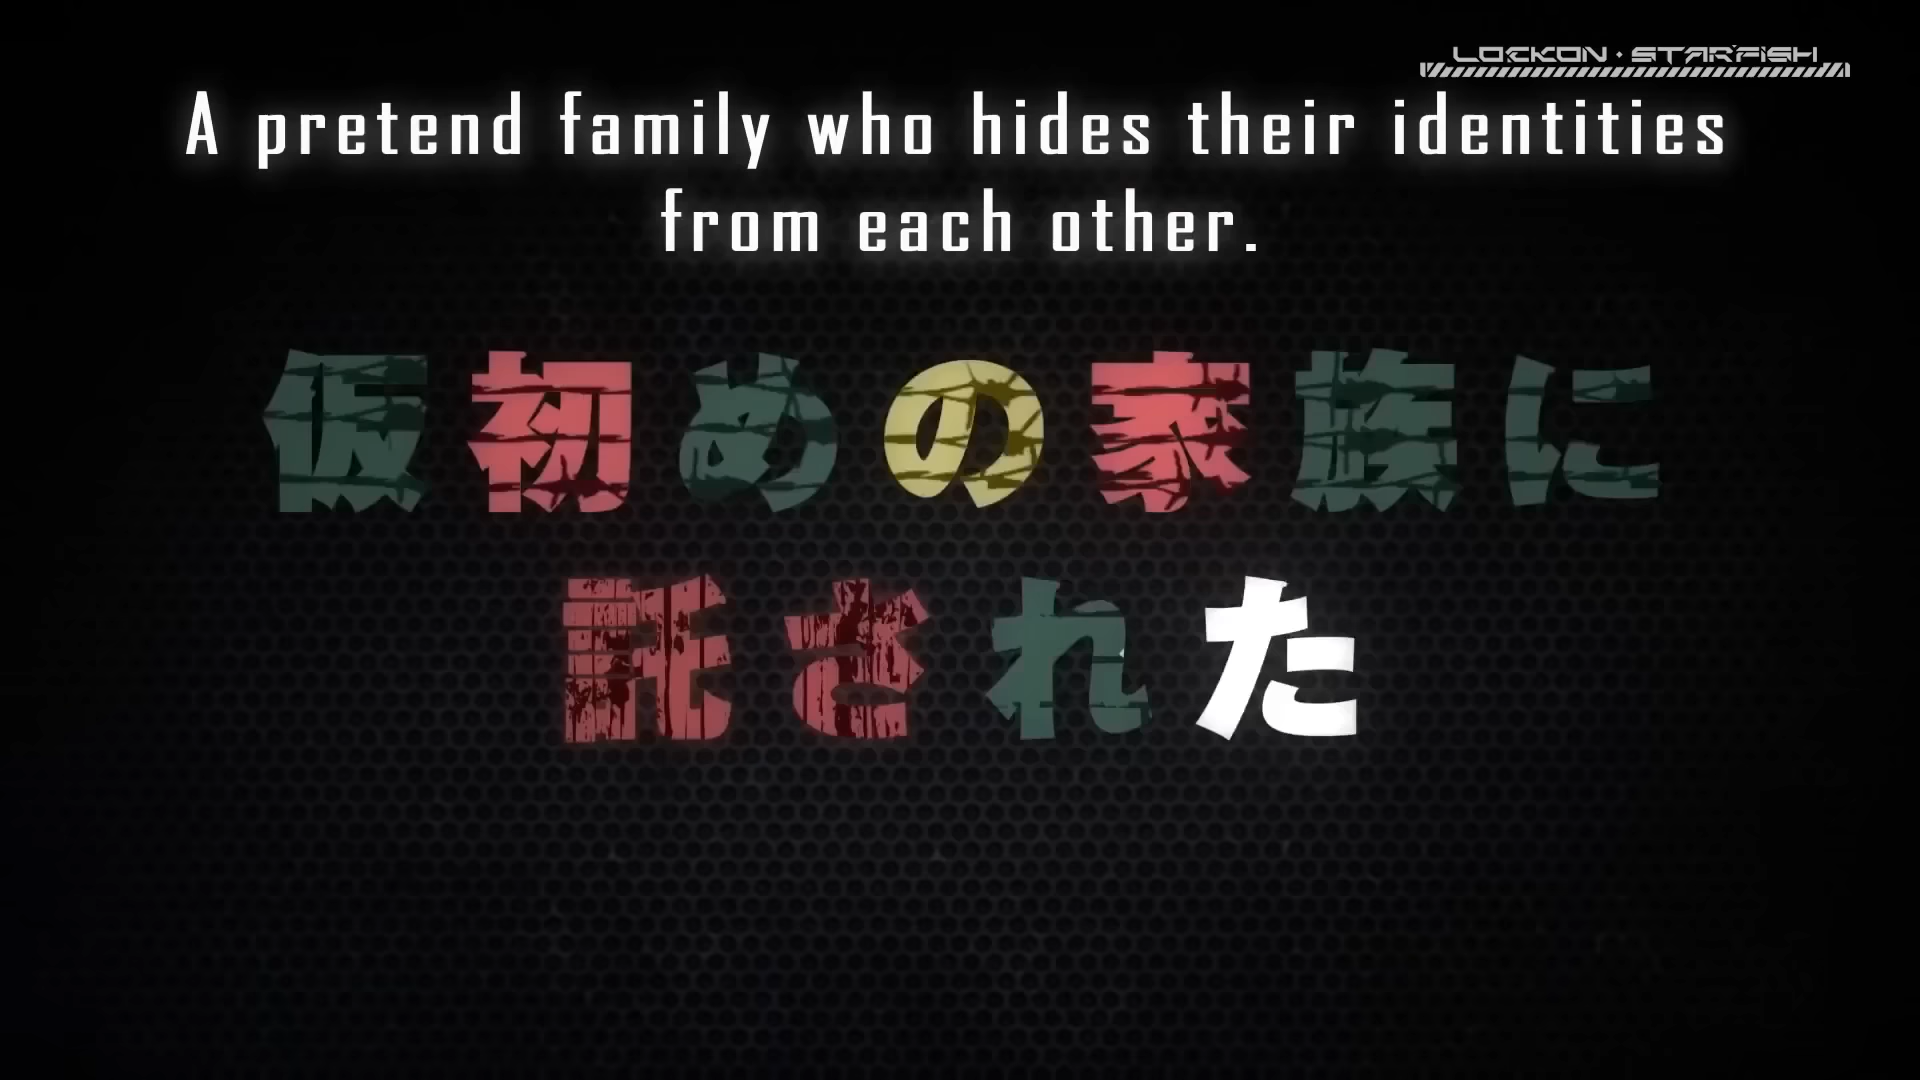 LOCKON · STARFISH
A pretend family who hides their identities
from each other.
仮初めの家族に
託された